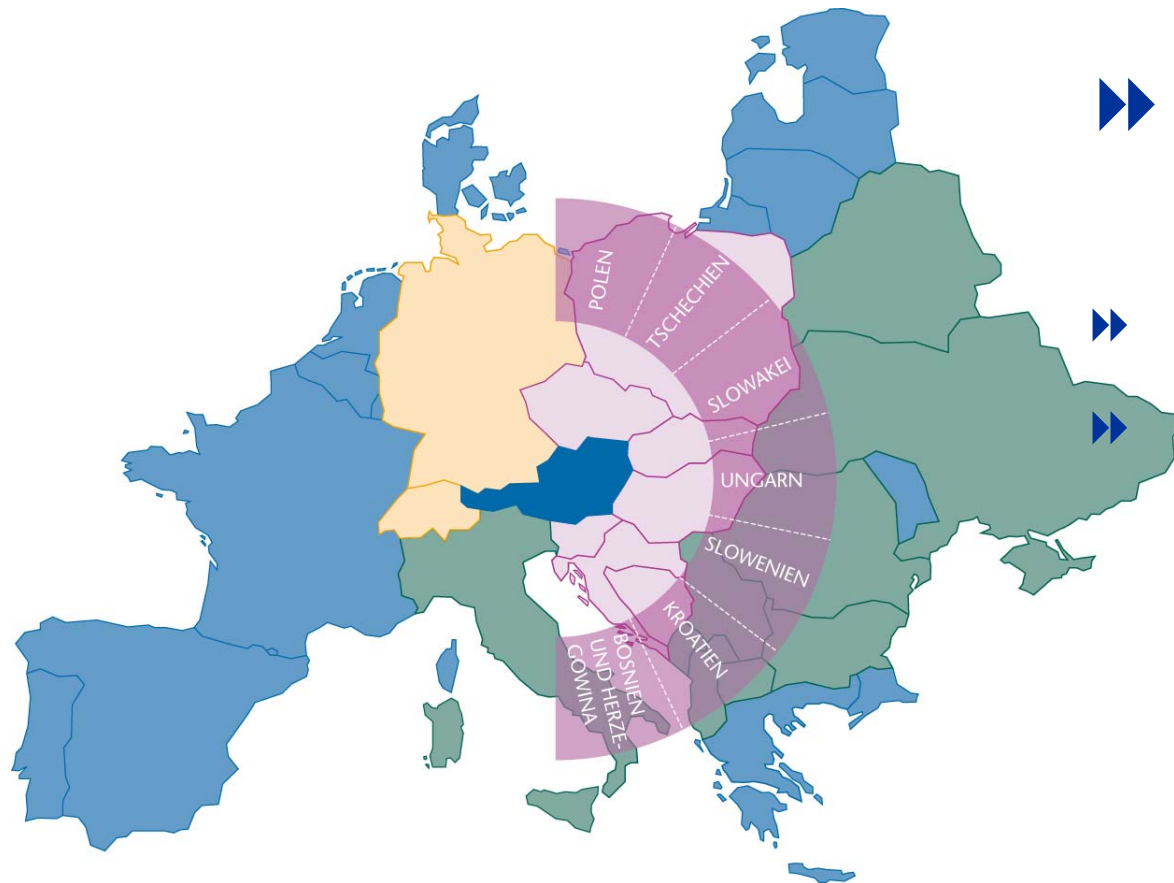 POLEN
TSCHECHIEN
SLOWAKEI
UNGARN
SLOWENIEN
KROATIEN
BOSNIEN
UND HERZE-
GOWINA